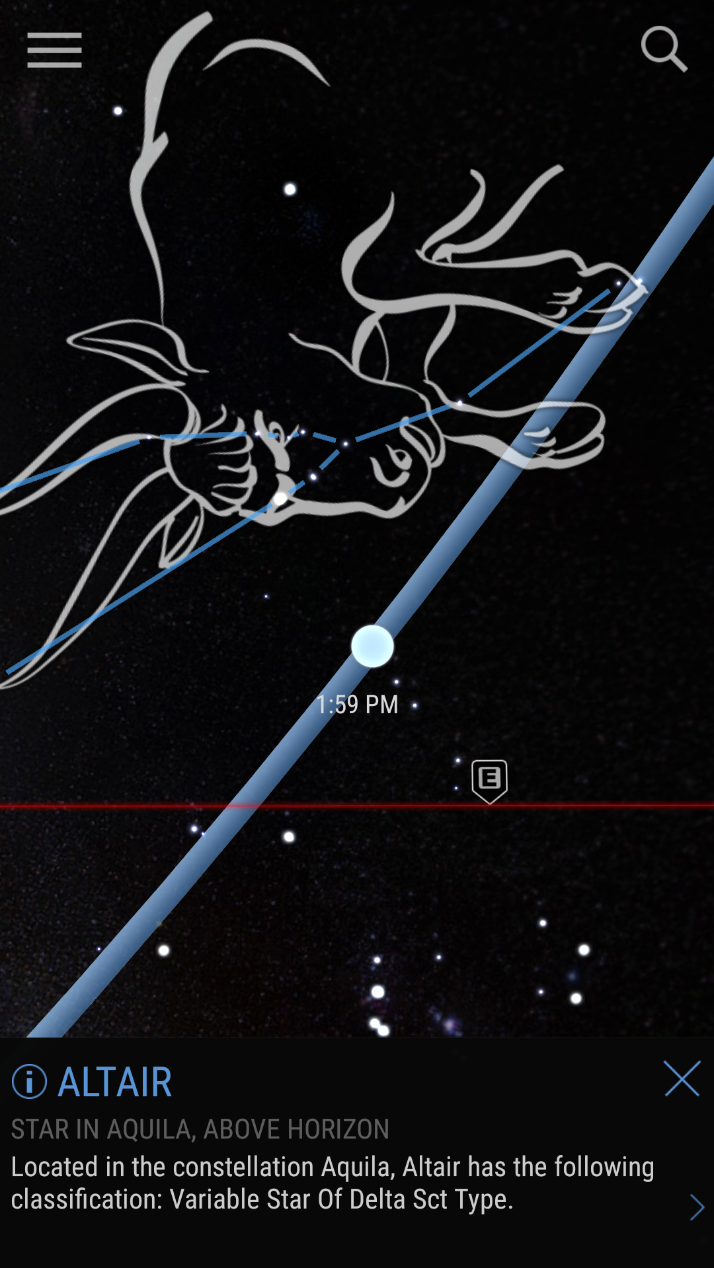 1:59 PM
E
ALTAIR
STAR IN AQUILA, ABOVE HORIZON
Located in the constellation Aquila, Altair has the following
classification: Variable Star Of Delta Sct Type.